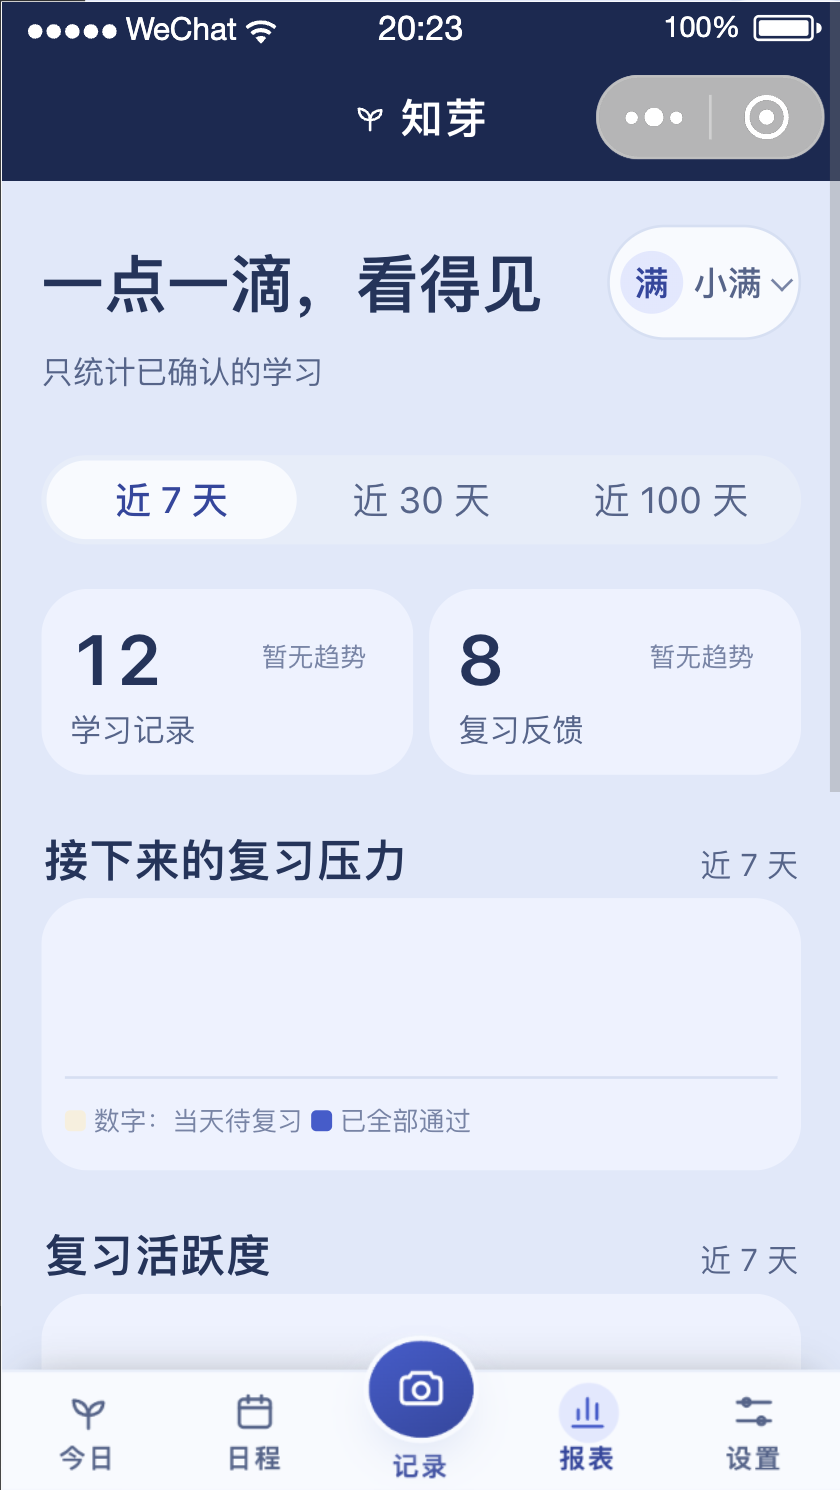 WeChat 20:23 100%
知芽
一点一滴，看得见
满 小满
只统计已确认的学习
近 7 天 近 30 天 近 100 天
12 暂无趋势 8 暂无趋势
学习记录 复习反馈
接下来的复习压力 近 7 天
数字：当天待复习 已全部通过
复习活跃度 近 7 天
今日 日程 记录 报表 设置